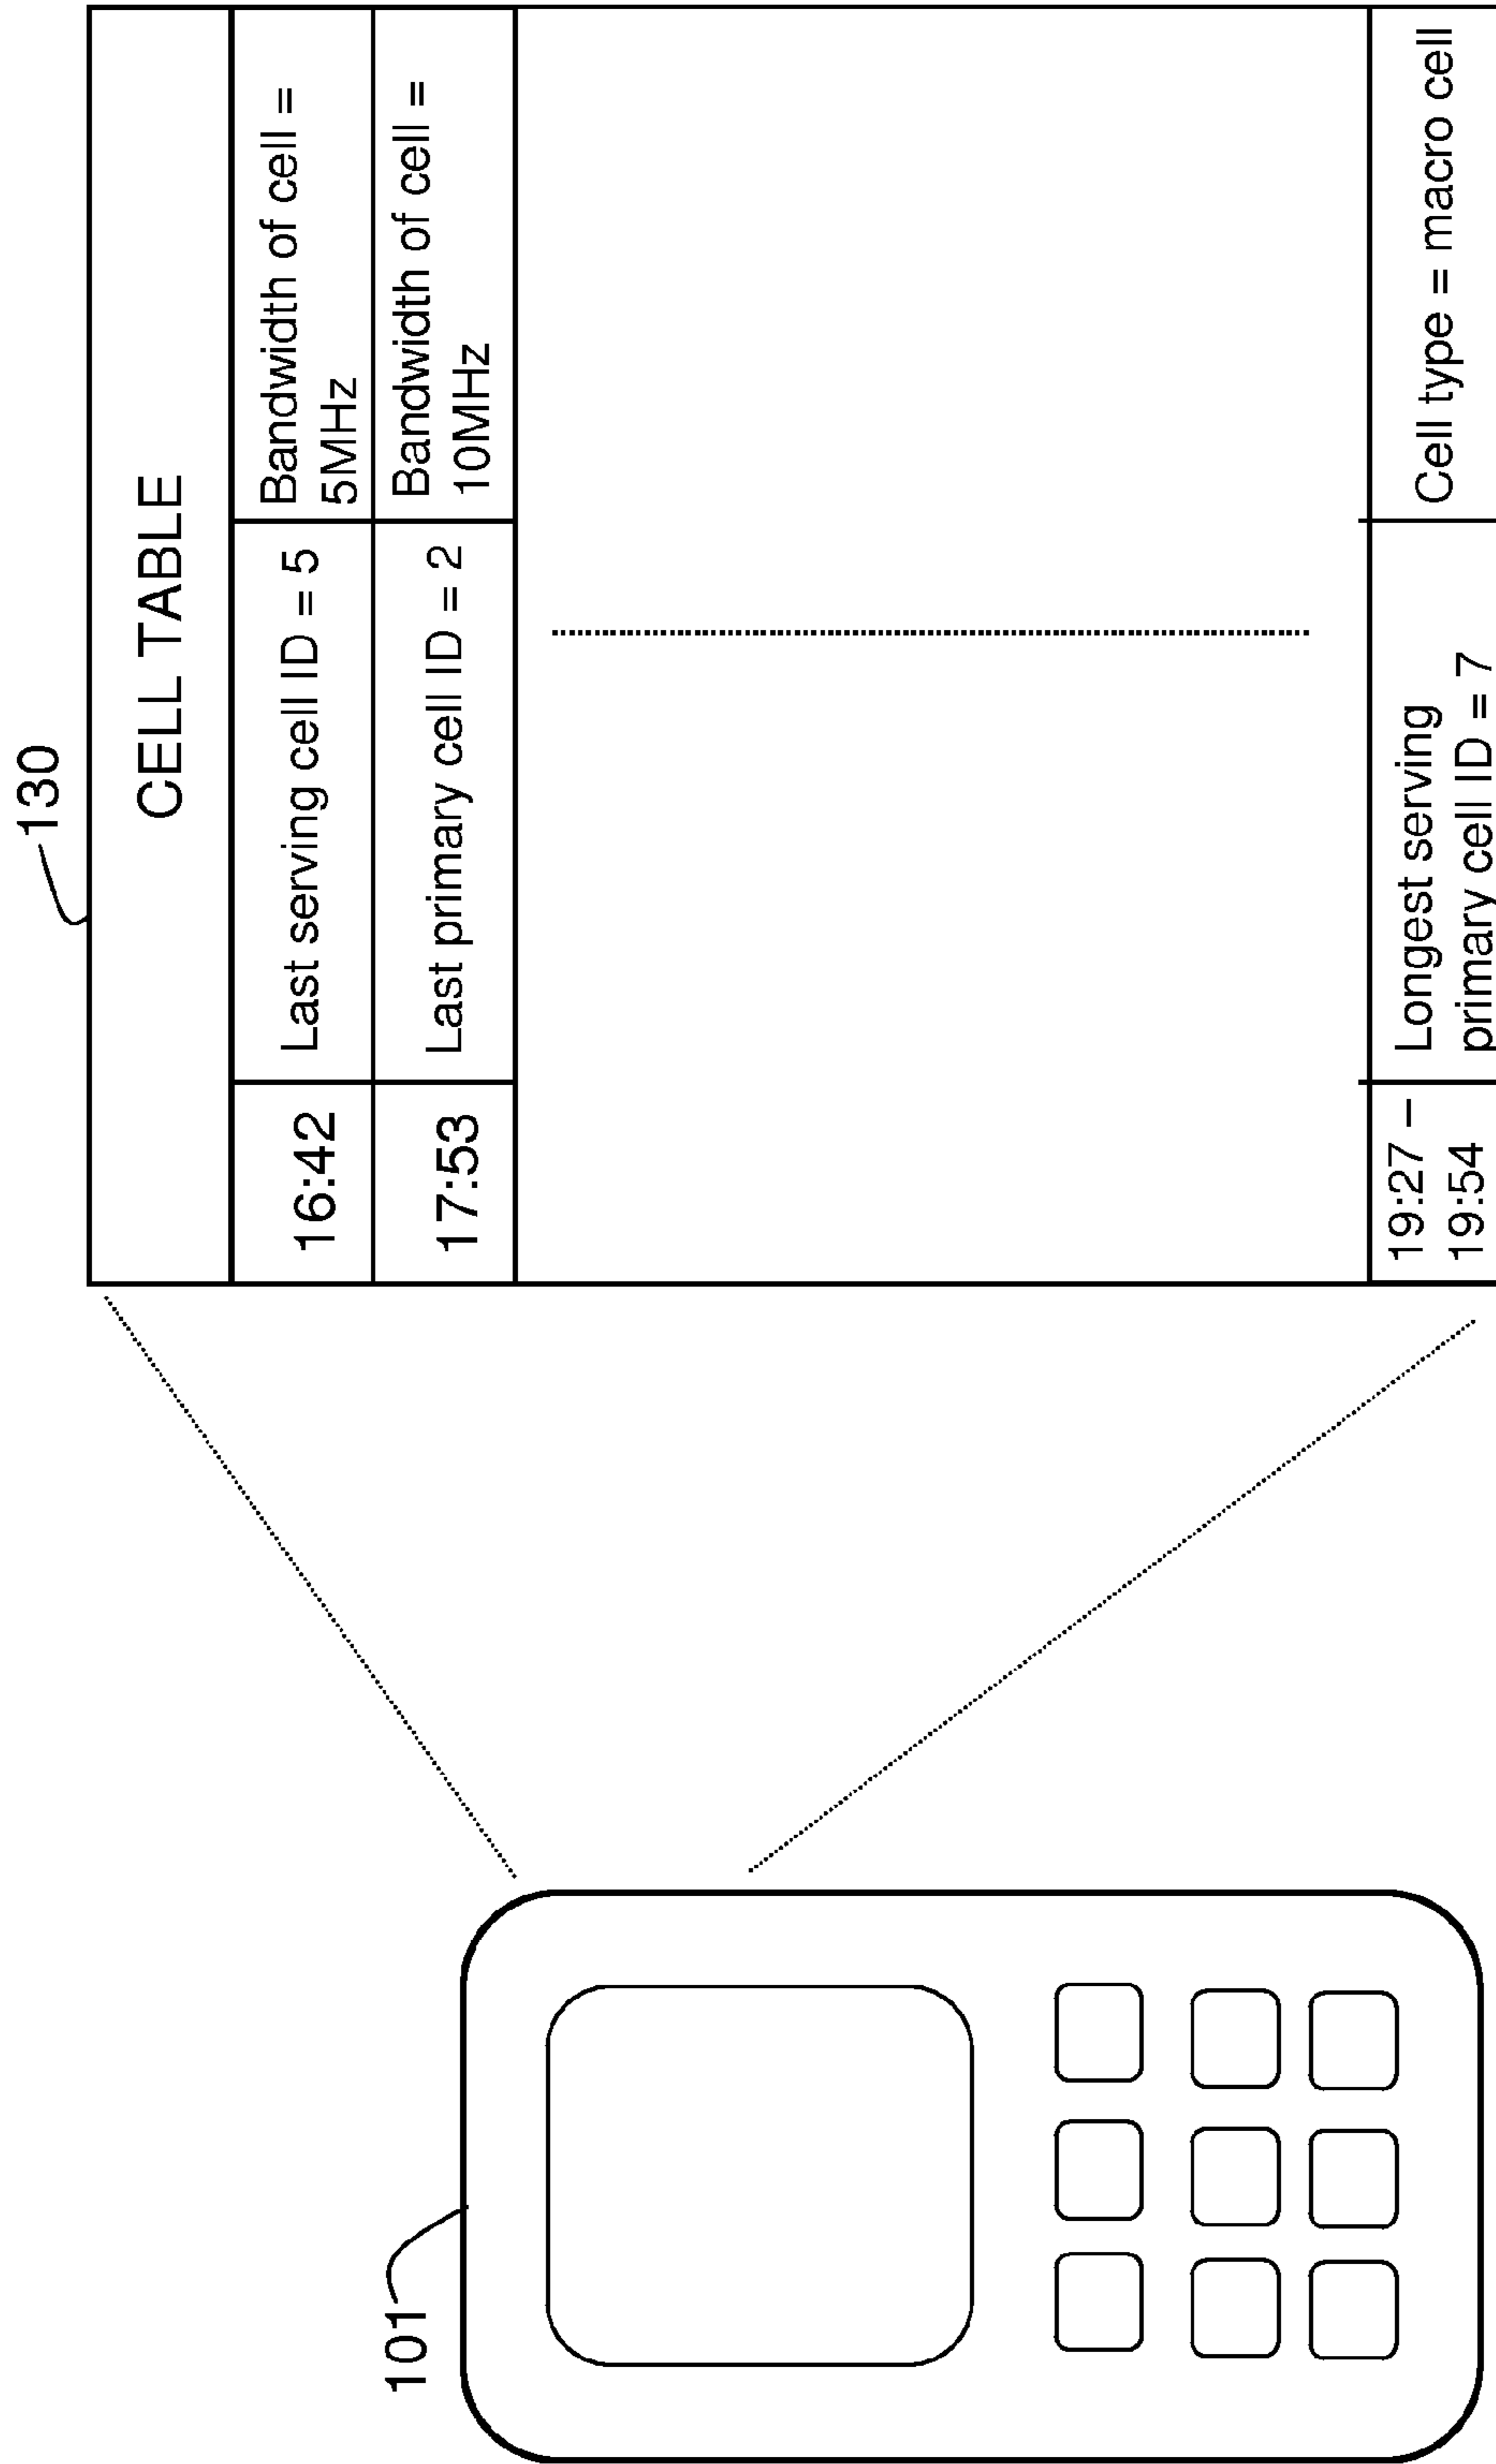 130
CELL TABLE
16:42
Last serving cell ID = 5
Bandwidth of cell =
5MHz
17:53
Last primary cell ID = 2
Bandwidth of cell =
10MHz
19:27 –
19:54
Longest serving
primary cell ID = 7
Cell type = macro cell
101